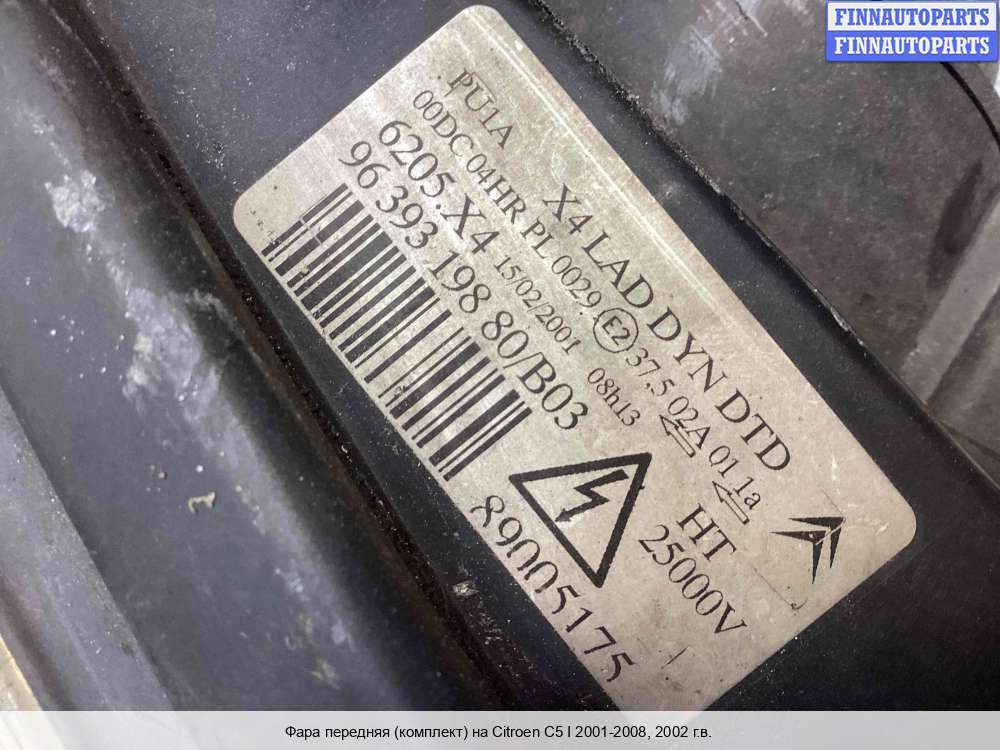 FINNAUTOPARTS
FINNAUTOPARTS
PU1A
X4 LAD DYN DTD
00DC 04HR PL 0029 E2 37,5 02A 01 1a
6205.X4 15/02/2001 08h13
96 393 198 80/B03
HT
25000V
89005175
Фара передняя (комплект) на Citroen C5 I 2001-2008, 2002 г.в.